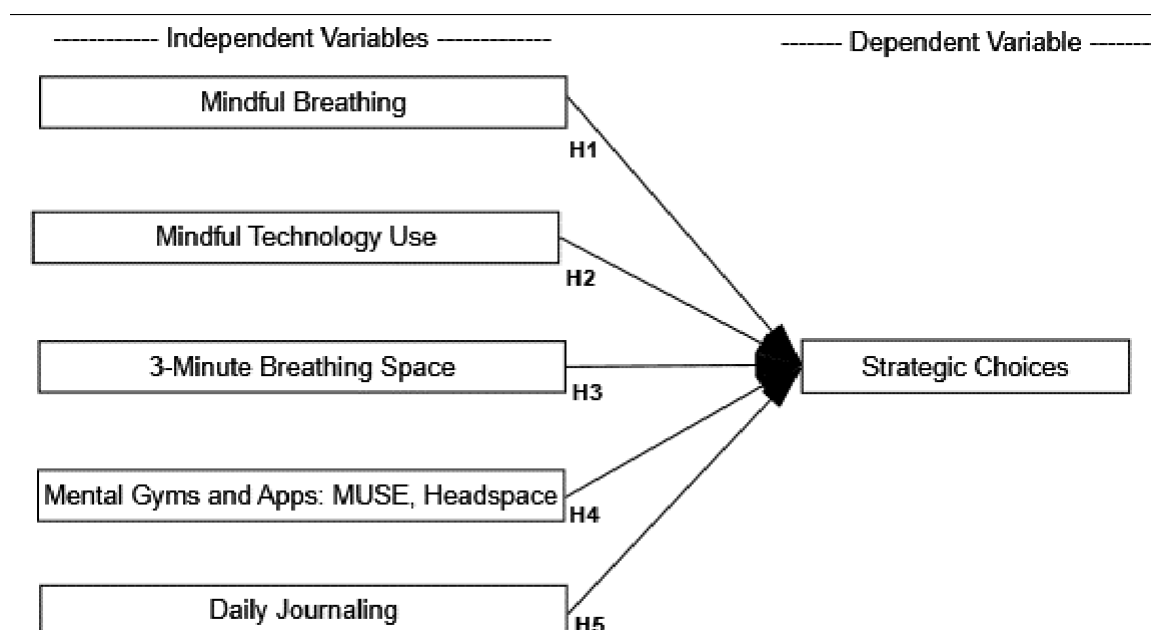 ------------ Independent Variables ------------- ------- Dependent Variable -------
Mindful Breathing
H1
Mindful Technology Use
H2
3-Minute Breathing Space
Strategic Choices
H3
Mental Gyms and Apps: MUSE, Headspace
H4
Daily Journaling
H5